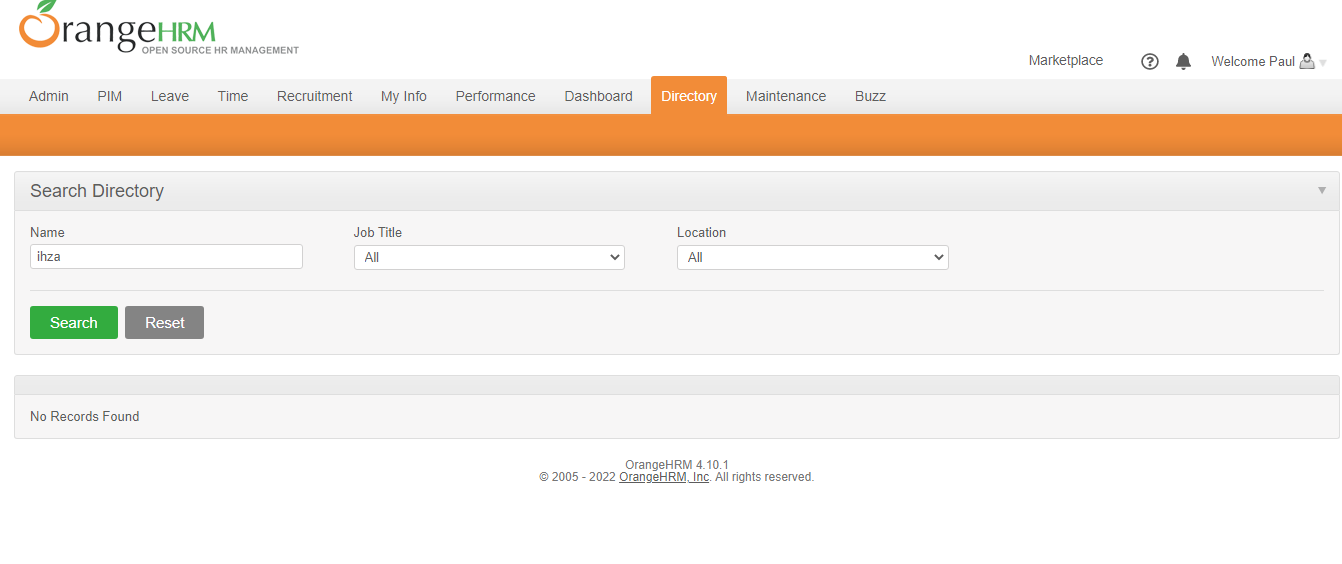 OrangeHRM
OPEN SOURCE HR MANAGEMENT
Marketplace ? Welcome Paul
Admin PIM Leave Time Recruitment My Info Performance Dashboard Directory Maintenance Buzz
Search Directory
Name Job Title Location
ihza All All
Search Reset
No Records Found
OrangeHRM 4.10.1
© 2005 - 2022 OrangeHRM, Inc. All rights reserved.